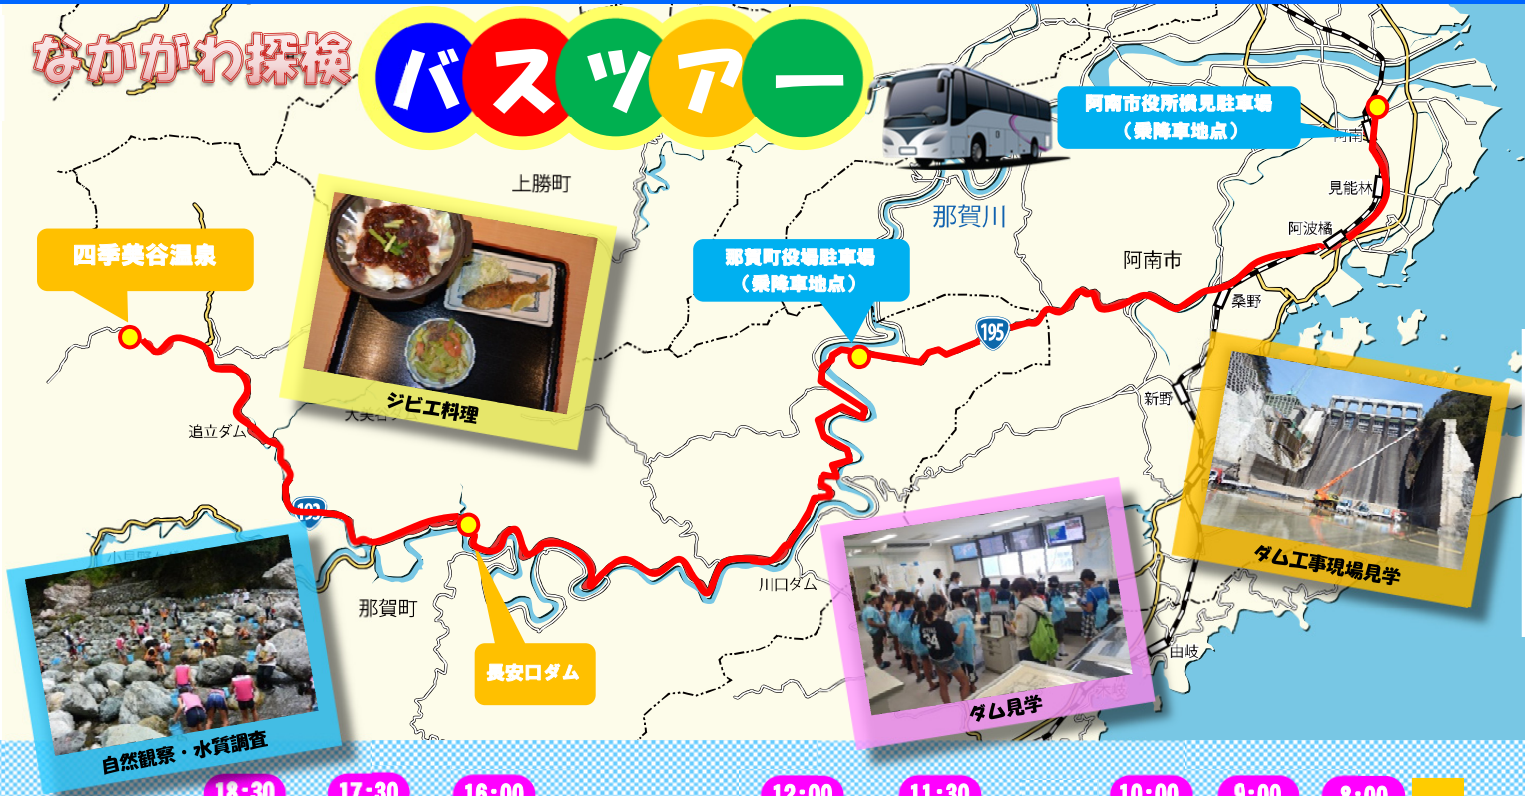 なかがわ探検
バスツアー
阿南市役所横見駐車場
（乗降車地点）
阿南
見能林
阿波橘
上勝町
那賀川
四季美谷温泉
那賀町役場駐車場
（乗降車地点）
阿南市
桑野
195
ジビエ料理
新野
追立ダム
193
ダム工事現場見学
川口ダム
那賀町
由岐
長安口ダム
ダム見学
自然観察・水質調査
18:30
17:30
16:00
12:00
11:30
10:00
9:00
8:00